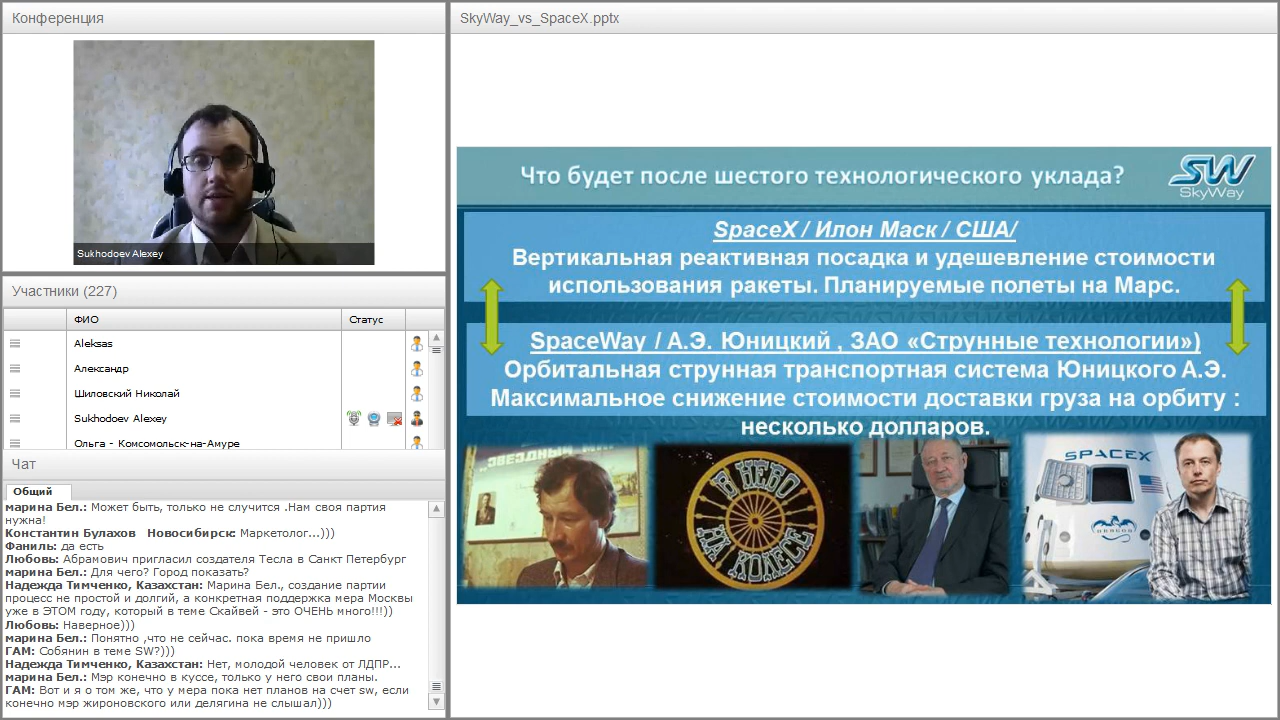 Конференция
Sukhodoev Alexey
Участники (227)
ФИО Статус
Aleksas
Александр
Шиловский Николай
Sukhodoev Alexey
Ольга - Комсомольск-на-Амуре
Чат
Общий
марина Бел.: Может быть, только не случится .Нам своя партия
нужна!
Константин Булахов Новосибирск: Маркетолог...)))
Фаниль: да есть
Любовь: Абрамович пригласил создателя Тесла в Санкт Петербург
марина Бел.: Для чего? Город показать?
Надежда Тимченко, Казахстан: Марина Бел., создание партии
процесс не простой и долгий, а конкретная поддержка мера Москвы
уже в ЭТОМ году, который в теме Скайвей - это ОЧЕНЬ много!!!))
Любовь: Наверное)))
марина Бел.: Понятно ,что не сейчас. пока время не пришло
ГАМ: Собянин в теме SW?)))
Надежда Тимченко, Казахстан: Нет, молодой человек от ЛДПР...
марина Бел.: Мэр конечно в куссе, только у него свои планы.
ГАМ: Вот и я о том же, что у мера пока нет планов на счет sw, если
конечно мэр жироновского или делягина не слышал)))
SkyWay_vs_SpaceX.pptx
Что будет после шестого технологического уклада?
SW
SkyWay
SpaceX / Илон Маск / США/
Вертикальная реактивная посадка и удешевление стоимости
использования ракеты. Планируемые полеты на Марс.
SpaceWay / А.Э. Юницкий , ЗАО «Струнные технологии»)
Орбитальная струнная транспортная система Юницкого А.Э.
Максимальное снижение стоимости доставки груза на орбиту :
несколько долларов.
В НЕБО
НА КОЛЕСЕ
SPACEX
DRAGON